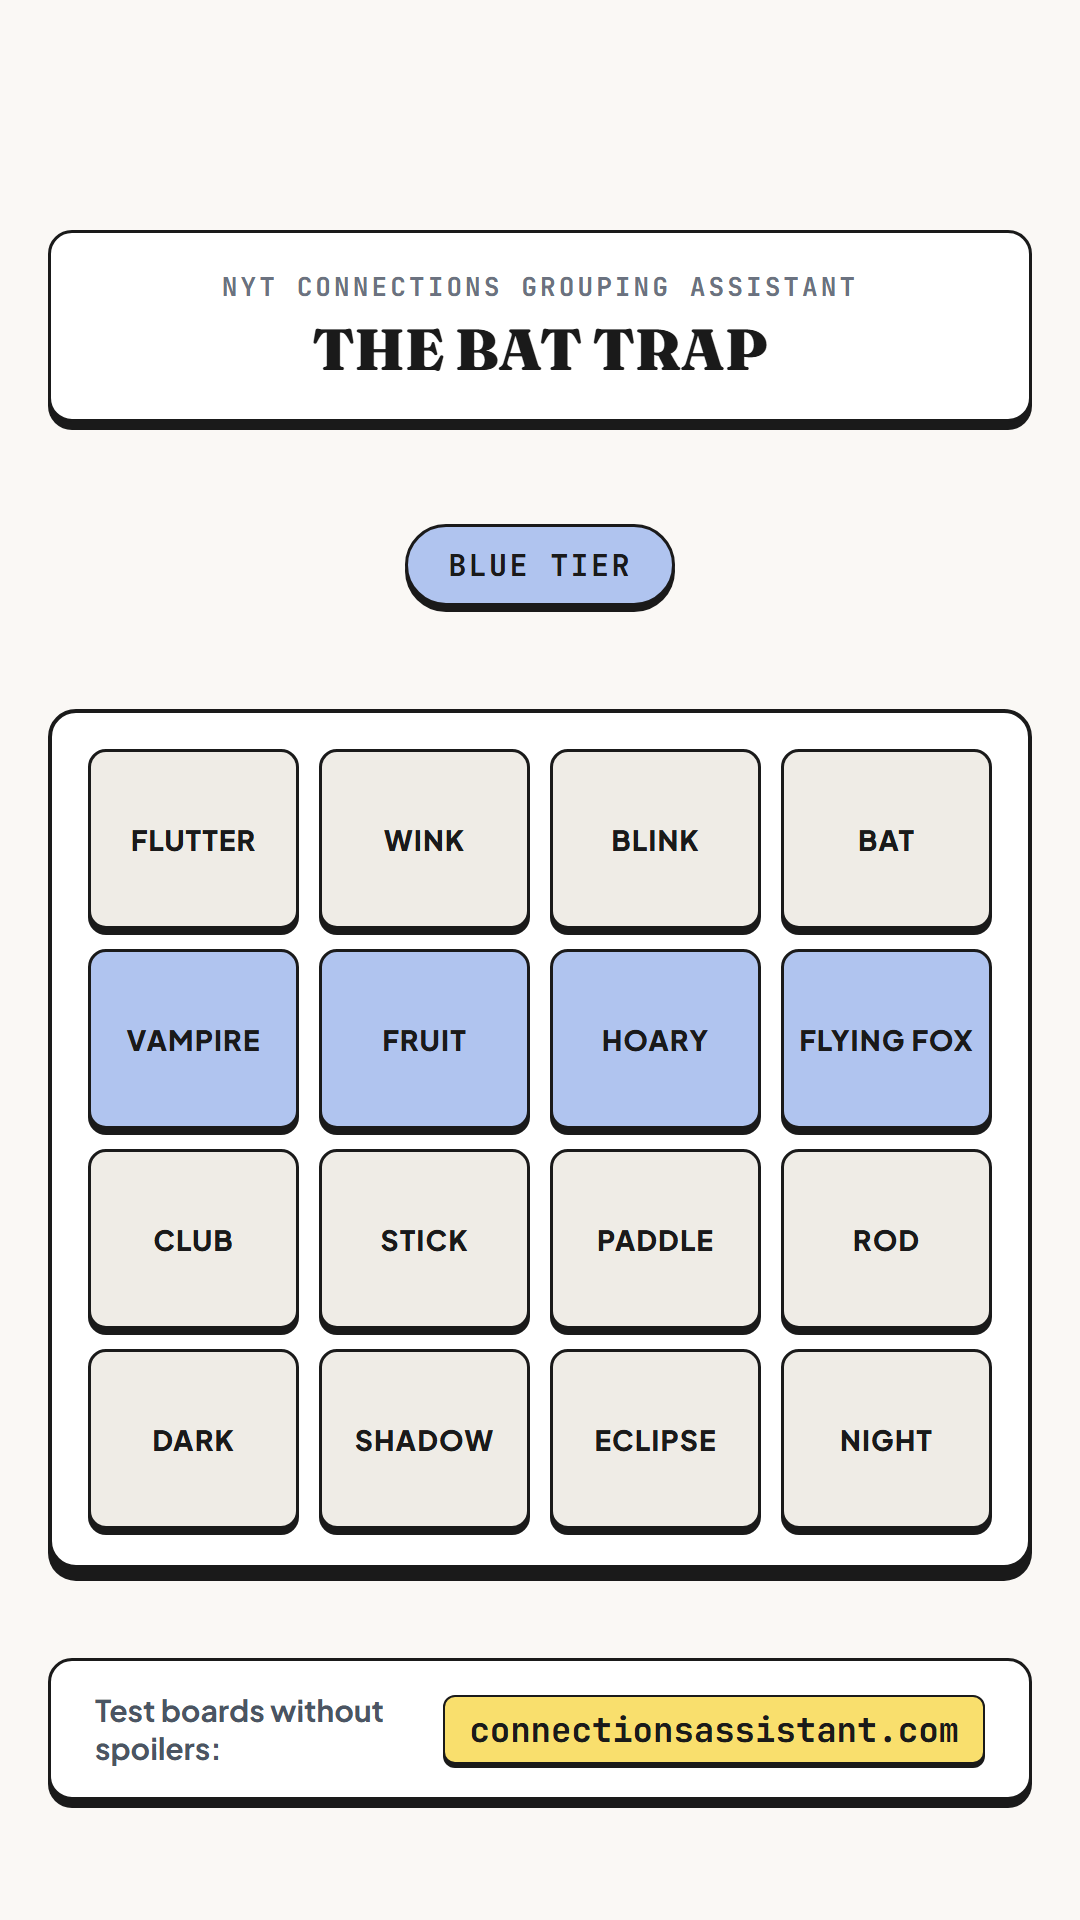 NYT CONNECTIONS GROUPING ASSISTANT
THE BAT TRAP
BLUE TIER
FLUTTER WINK BLINK BAT
VAMPIRE FRUIT HOARY FLYING FOX
CLUB STICK PADDLE ROD
DARK SHADOW ECLIPSE NIGHT
Test boards without
spoilers:
connectionsassistant.com